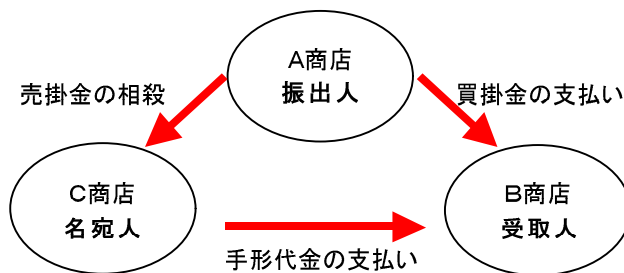 A商店
振出人
売掛金の相殺
買掛金の支払い
C商店
名宛人
B商店
受取人
手形代金の支払い